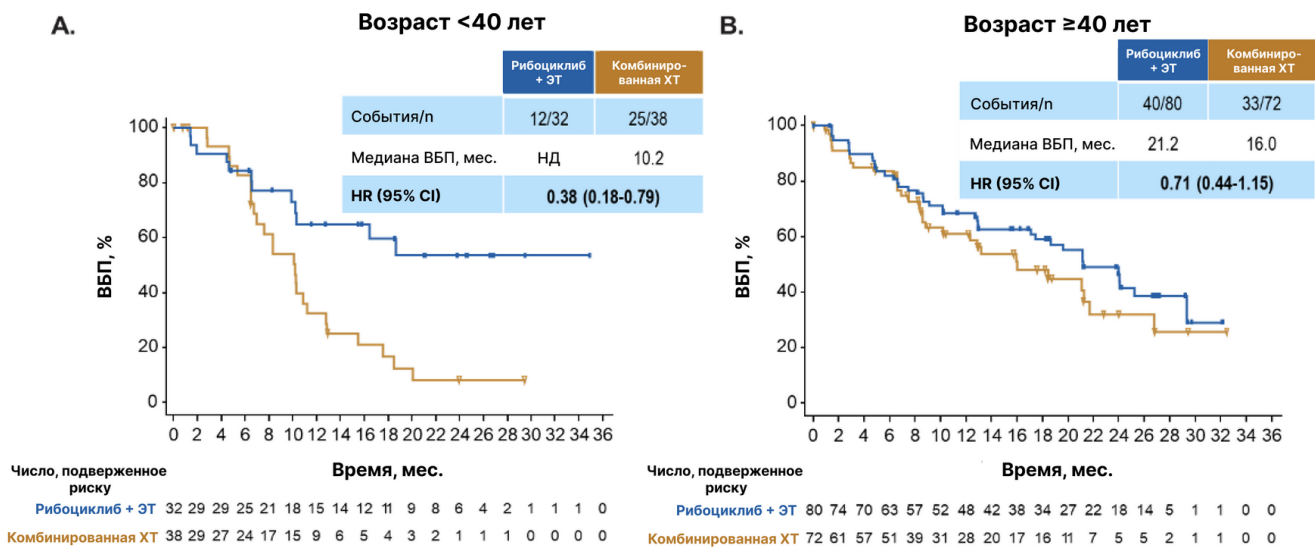 A.
Возраст <40 лет
Рибоциклиб
+ ЭТ
Комбиниро-
ванная ХТ
События/n 12/32 25/38
Медиана ВБП, мес. НД 10.2
HR (95% CI) 0.38 (0.18-0.79)
ВБП, %
100
80
60
40
20
0
0 2 4 6 8 10 12 14 16 18 20 22 24 26 28 30 32 34 36
Время, мес.
Число, подверженное
риску
Рибоциклиб + ЭТ 32 29 29 25 21 18 15 14 12 11 9 8 6 4 2 1 1 1 0
Комбинированная ХТ 38 29 27 24 17 15 9 6 5 4 3 2 1 1 1 0 0 0 0
B.
Возраст ≥40 лет
Рибоциклиб
+ ЭТ
Комбиниро-
ванная ХТ
События/n 40/80 33/72
Медиана ВБП, мес. 21.2 16.0
HR (95% CI) 0.71 (0.44-1.15)
ВБП, %
100
80
60
40
20
0
0 2 4 6 8 10 12 14 16 18 20 22 24 26 28 30 32 34 36
Время, мес.
Число, подверженное
риску
Рибоциклиб + ЭТ 80 74 70 63 57 52 48 42 38 34 27 22 18 14 5 1 1 0 0
Комбинированная ХТ 72 61 57 51 39 31 28 20 17 16 11 7 5 5 2 1 1 0 0